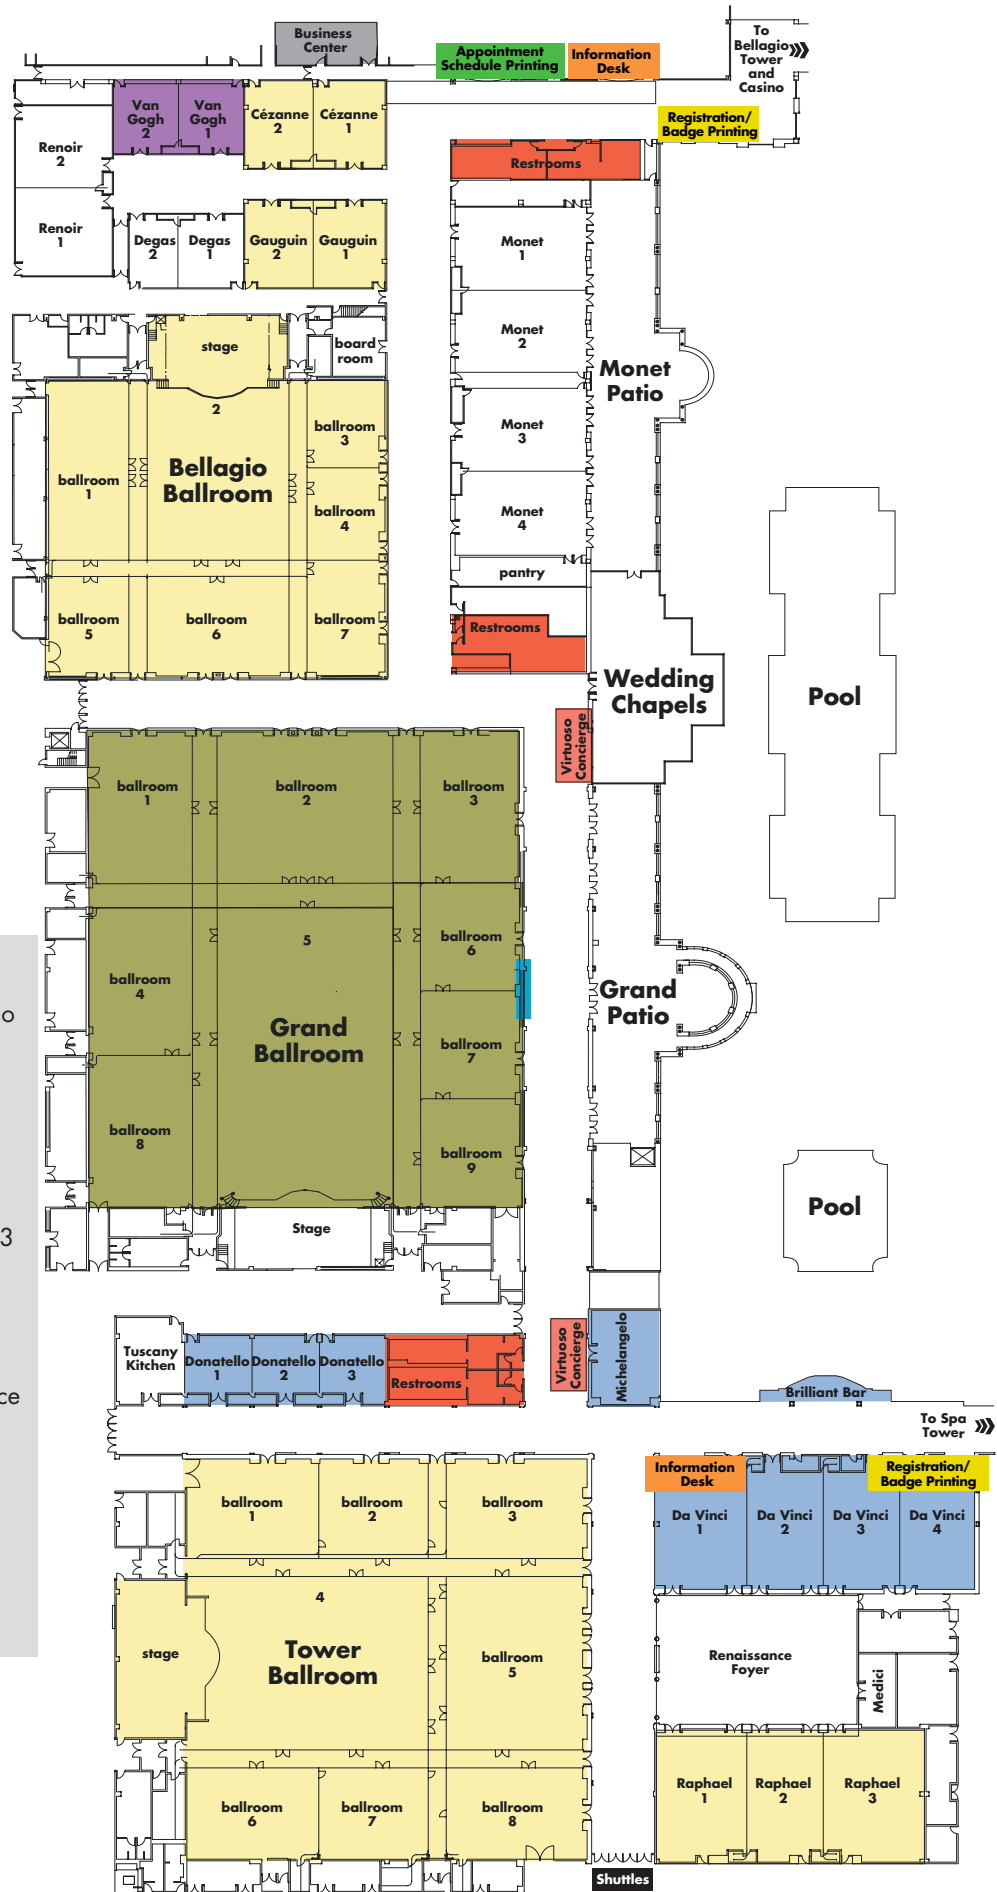 Business
Center
Appointment
Schedule Printing
Information
Desk
To
Bellagio
Tower
and
Casino
Registration/
Badge Printing
Van
Gogh
2
Van
Gogh
1
Cézanne
2
Cézanne
1
Renoir
2
Restrooms
Renoir
1
Degas
2
Degas
1
Gauguin
2
Gauguin
1
Monet
1
stage
board
room
Monet
2
Monet
Patio
2
ballroom
3
Monet
3
Bellagio
Ballroom
ballroom
1
ballroom
4
Monet
4
pantry
ballroom
5
ballroom
6
ballroom
7
Restrooms
Wedding
Chapels
Pool
Virtuoso
Concierge
ballroom
1
ballroom
2
ballroom
3
5
ballroom
6
ballroom
4
Grand
Patio
lo
Grand
Ballroom
ballroom
7
ballroom
8
ballroom
9
Pool
Stage
3
Tuscany
Kitchen
Donatello
1
Donatello
2
Donatello
3
Restrooms
Virtuoso
Concierge
Michelangelo
Brilliant Bar
ce
To Spa
Tower
Information
Desk
Registration/
Badge Printing
ballroom
1
ballroom
2
ballroom
3
Da Vinci
1
Da Vinci
2
Da Vinci
3
Da Vinci
4
4
stage
Tower
Ballroom
ballroom
5
Renaissance
Foyer
Medici
ballroom
6
ballroom
7
ballroom
8
Raphael
1
Raphael
2
Raphael
3
Shuttles